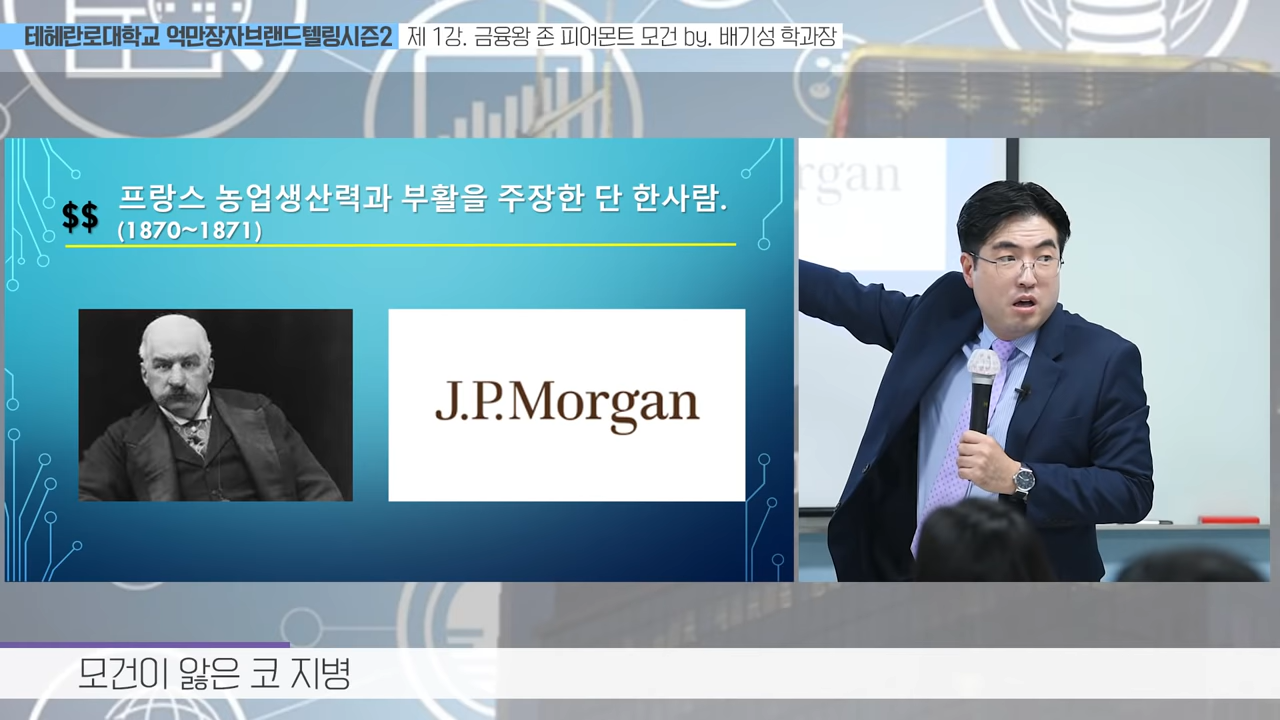 테헤란로대학교 억만장자브랜드텔링시즌2 제 1강. 금융왕 존 피어몬트 모건 by. 배기성 학과장
$$ 프랑스 농업생산력과 부활을 주장한 단 한사람.
(1870~1871)
J.P.Morgan
rgan
모건이 앓은 코 지병